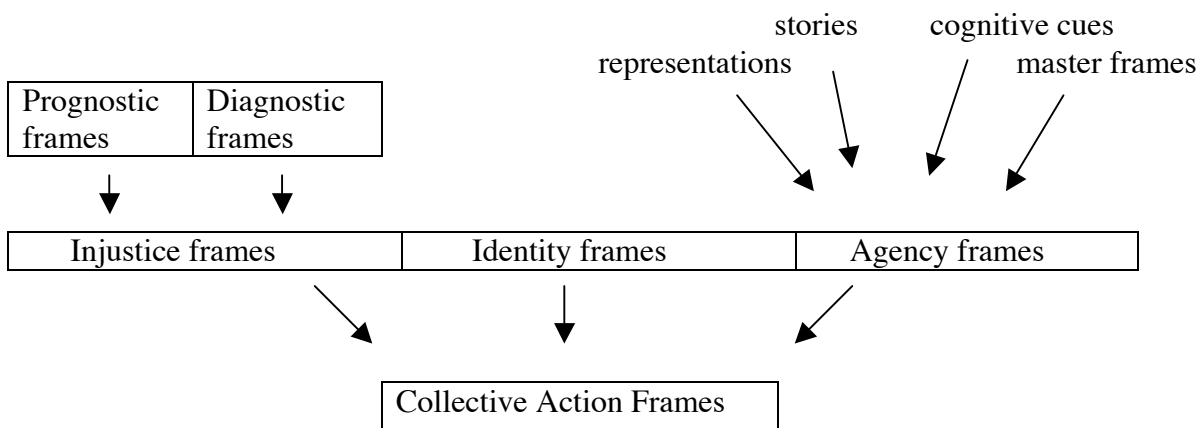 stories cognitive cues
representations master frames
Prognostic frames
Diagnostic frames
Injustice frames Identity frames Agency frames
Collective Action Frames